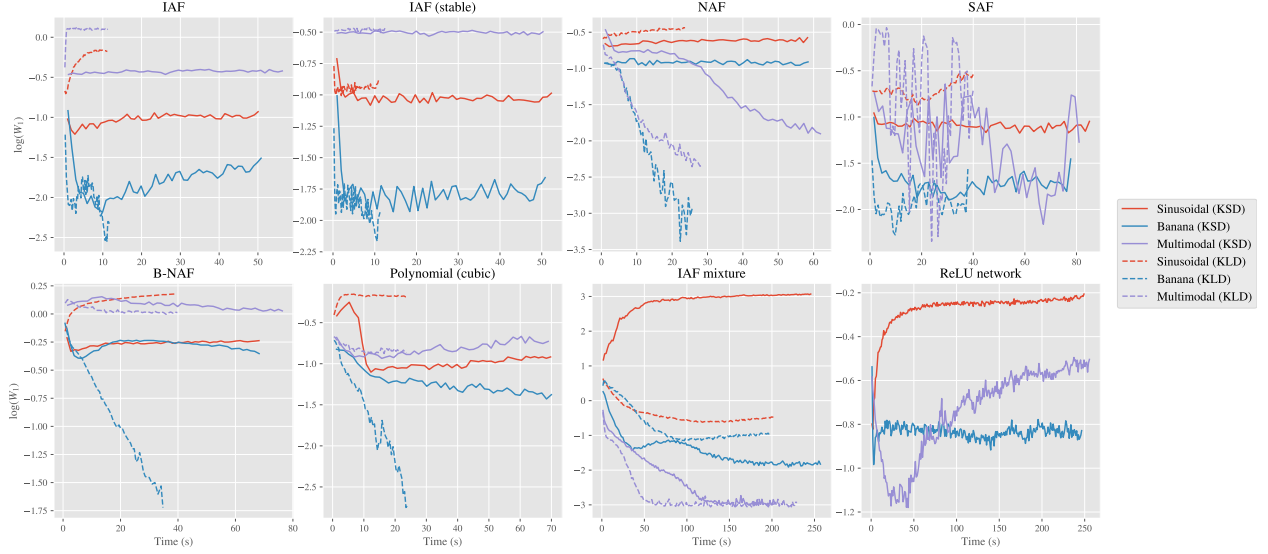 IAF
IAF (stable)
NAF
SAF
log(W₁)
0.0
−0.5
−1.0
−1.5
−2.0
−2.5
0 10 20 30 40 50
−0.50
−0.75
−1.00
−1.25
−1.50
−1.75
−2.00
−2.25
0 10 20 30 40 50
−0.5
−1.0
−1.5
−2.0
−2.5
−3.0
−3.5
0 10 20 30 40 50 60
0.0
−0.5
−1.0
−1.5
−2.0
0 20 40 60 80
B-NAF
Polynomial (cubic)
IAF mixture
ReLU network
log(W₁)
0.25
0.00
−0.25
−0.50
−0.75
−1.00
−1.25
−1.50
−1.75
0 20 40 60 80
Time (s)
−0.5
−1.0
−1.5
−2.0
−2.5
0 10 20 30 40 50 60 70
Time (s)
3
2
1
0
−1
−2
−3
0 50 100 150 200 250
Time (s)
−0.2
−0.4
−0.6
−0.8
−1.0
−1.2
0 50 100 150 200 250
Time (s)
Sinusoidal (KSD)
Banana (KSD)
Multimodal (KSD)
Sinusoidal (KLD)
Banana (KLD)
Multimodal (KLD)